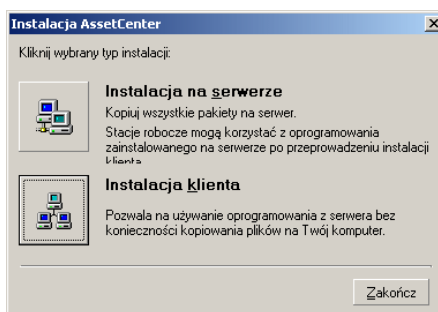 Instalacja AssetCenter
Kliknij wybrany typ instalacji:
Instalacja na serwerze
Kopiuj wszystkie pakiety na serwer.
Stacje robocze mogą korzystać z oprogramowania
zainstalowanego na serwerze po przeprowadzeniu instalacji
klienta
Instalacja klienta
Pozwala na używanie oprogramowania z serwera bez
konieczności kopiowania plików na Twój komputer.
Zakończ